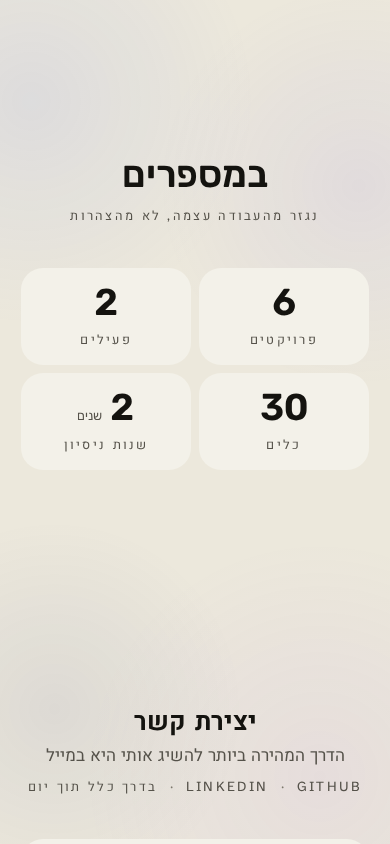 במספרים
נגזר מהעבודה עצמה, לא מהצהרות
6
פרויקטים
2
פעילים
30
כלים
2 שנים
שנות ניסיון
יצירת קשר
הדרך המהירה ביותר להשיג אותי היא במייל
GITHUB · LINKEDIN · בדרך כלל תוך יום